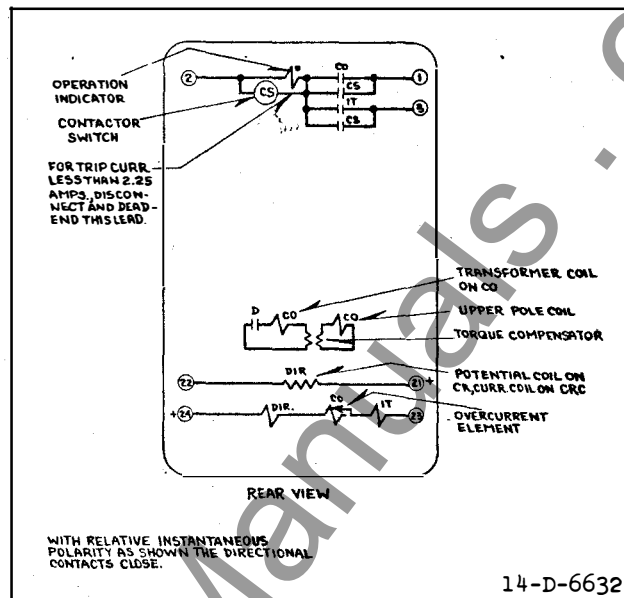 CO
2
1
OPERATION
INDICATOR
CS
CS
IT
3
CS
CONTACTOR
SWITCH
FOR TRIP CURR
LESS THAN 2.25
AMPS., DISCON-
NECT AND DEAD-
END THIS LEAD.
TRANSFORMER COIL
ON CO
D
CO
CO
UPPER POLE COIL
TORQUE COMPENSATOR
22
DIR
21 +
POTENTIAL COIL ON
CR, CURR. COIL ON CRC
+ 24
DIR.
CO
IT
23
OVERCURRENT
ELEMENT
REAR VIEW
WITH RELATIVE INSTANTANEOUS
POLARITY AS SHOWN THE DIRECTIONAL
CONTACTS CLOSE.
14-D-6632
Manuals.